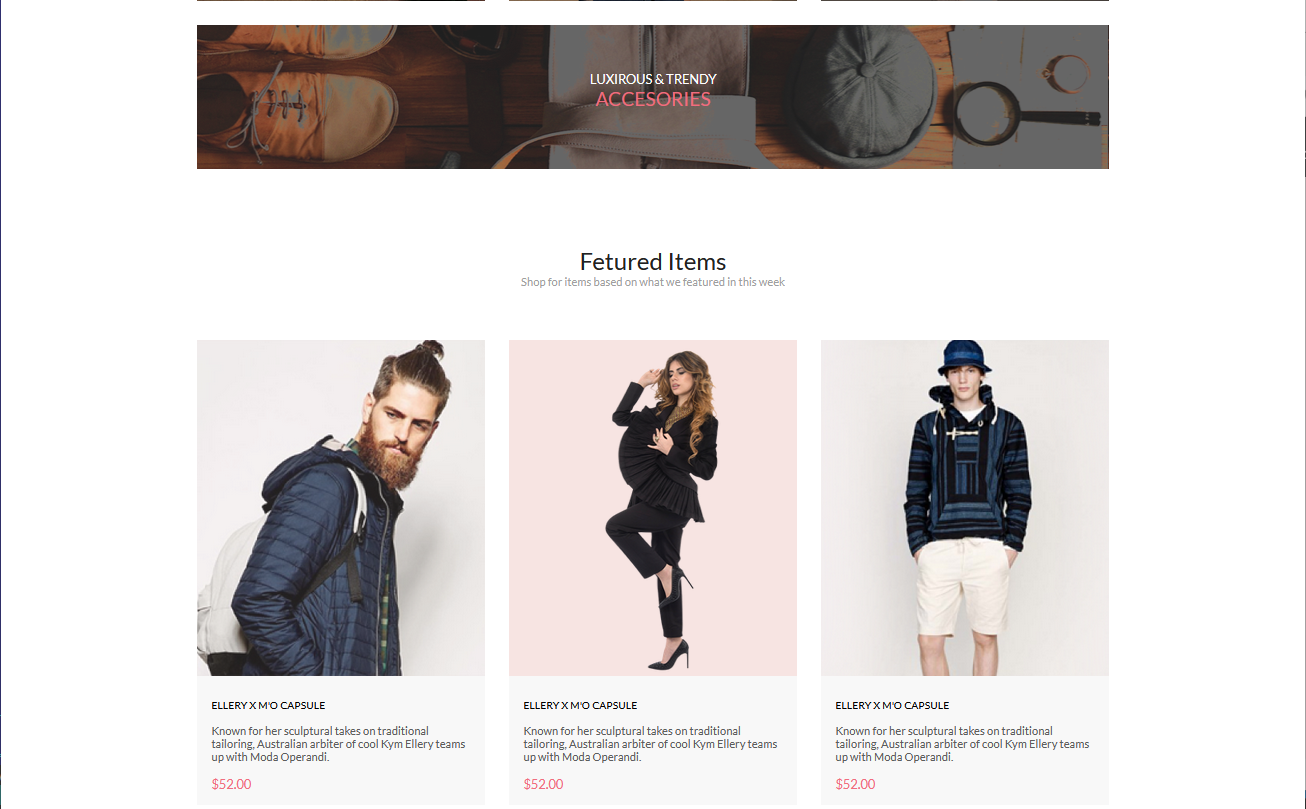 LUXIROUS & TRENDY
ACCESORIES
Fetured Items
Shop for items based on what we featured in this week
ELLERY X M'O CAPSULE
Known for her sculptural takes on traditional
tailoring, Australian arbiter of cool Kym Ellery teams
up with Moda Operandi.
$52.00
ELLERY X M'O CAPSULE
Known for her sculptural takes on traditional
tailoring, Australian arbiter of cool Kym Ellery teams
up with Moda Operandi.
$52.00
ELLERY X M'O CAPSULE
Known for her sculptural takes on traditional
tailoring, Australian arbiter of cool Kym Ellery teams
up with Moda Operandi.
$52.00